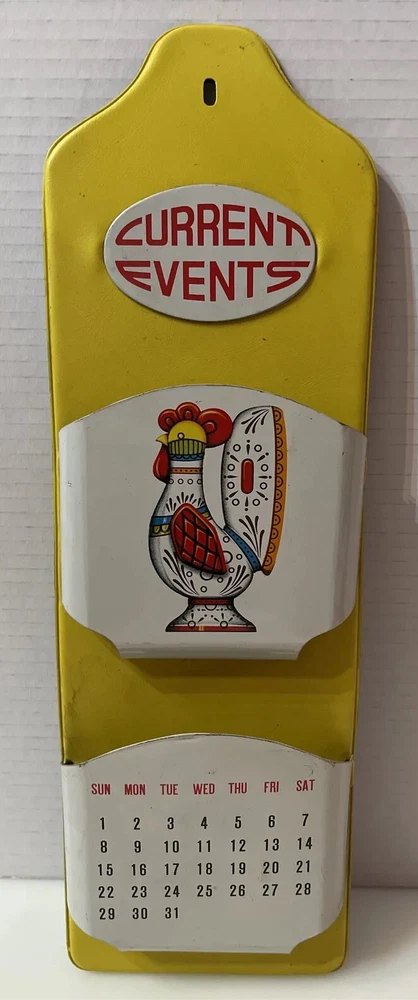 CURRENT
EVENTS
SUN MON TUE WED THU FRI SAT
1 2 3 4 5 6 7
8 9 10 11 12 13 14
15 16 17 18 19 20 21
22 23 24 25 26 27 28
29 30 31